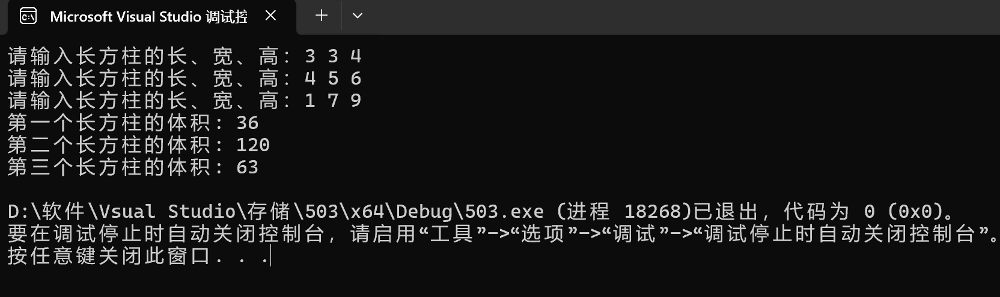 Microsoft Visual Studio 调试控
请输入长方柱的长、宽、高：3 3 4
请输入长方柱的长、宽、高：4 5 6
请输入长方柱的长、宽、高：1 7 9
第一个长方柱的体积：36
第二个长方柱的体积：120
第三个长方柱的体积：63
D:\软件\Vsual Studio\存储\503\x64\Debug\503.exe (进程 18268)已退出，代码为 0 (0x0)。
要在调试停止时自动关闭控制台，请启用“工具”->“选项”->“调试”->“调试停止时自动关闭控制台”。
按任意键关闭此窗口. . .